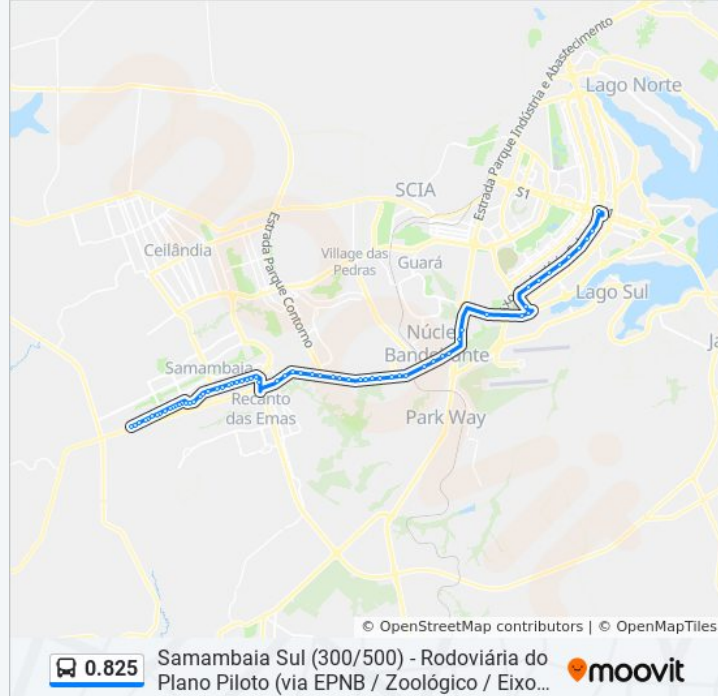 Estrada Parque Indústria e Abastecimento
Lago Norte
SCIA
S1
Ceilândia
Estrada Parque Contorno
Village das
Pedras
Guará
Lago Sul
Núcle
Bandeirante
Samambaia
Recanto
das Emas
Park Way
© OpenStreetMap contributors | © OpenMapTiles
0.825
Samambaia Sul (300/500) - Rodoviária do
Plano Piloto (via EPNB / Zoológico / Eixo...
moovit